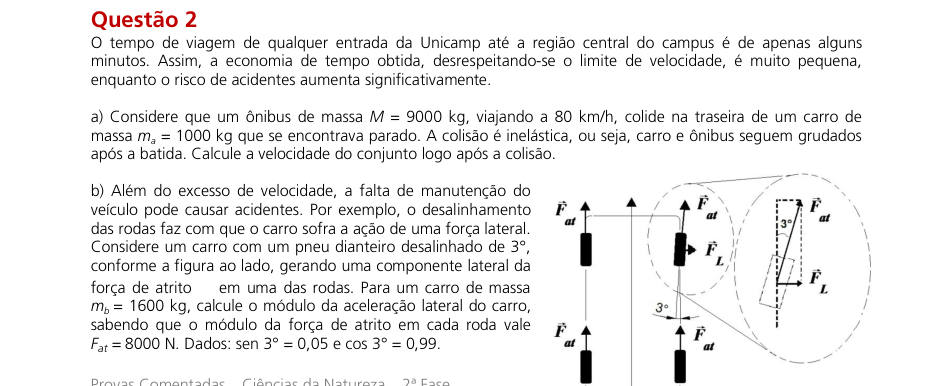 Questão 2
O tempo de viagem de qualquer entrada da Unicamp até a região central do campus é de apenas alguns
minutos. Assim, a economia de tempo obtida, desrespeitando-se o limite de velocidade, é muito pequena,
enquanto o risco de acidentes aumenta significativamente.
a) Considere que um ônibus de massa M = 9000 kg, viajando a 80 km/h, colide na traseira de um carro de
massa mₐ = 1000 kg que se encontrava parado. A colisão é inelástica, ou seja, carro e ônibus seguem grudados
após a batida. Calcule a velocidade do conjunto logo após a colisão.
b) Além do excesso de velocidade, a falta de manutenção do
veículo pode causar acidentes. Por exemplo, o desalinhamento
das rodas faz com que o carro sofra a ação de uma força lateral.
Considere um carro com um pneu dianteiro desalinhado de 3°,
conforme a figura ao lado, gerando uma componente lateral da
força de atrito em uma das rodas. Para um carro de massa
m_b = 1600 kg, calcule o módulo da aceleração lateral do carro,
sabendo que o módulo da força de atrito em cada roda vale
F_at = 8000 N. Dados: sen 3° = 0,05 e cos 3° = 0,99.
F⃗_at
F⃗_at
F⃗_L
3°
F⃗_at
F⃗_at
3°
F⃗_at
F⃗_L
Provas Comentadas Ciências da Natureza 2ª Fase